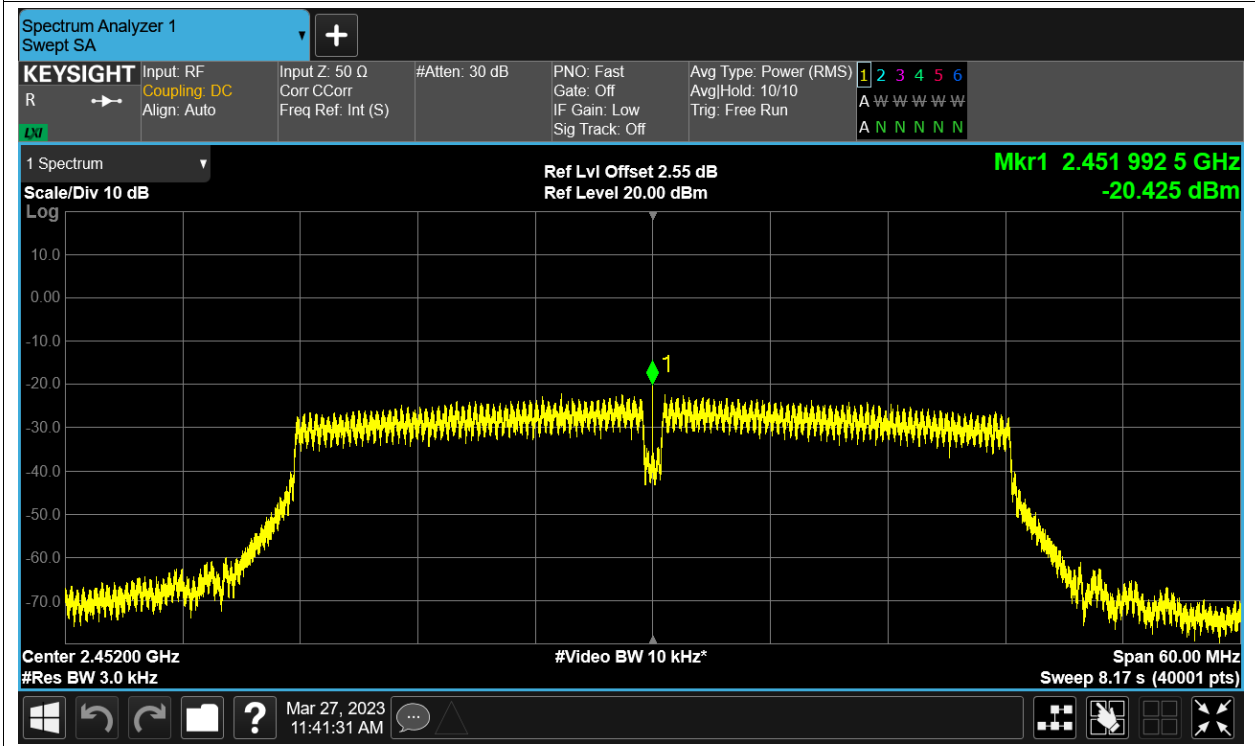 Spectrum Analyzer 1
Swept SA
KEYSIGHT
R
LXI
Input: RF
Coupling: DC
Align: Auto
Input Z: 50 Ω
Corr CCorr
Freq Ref: Int (S)
#Atten: 30 dB
PNO: Fast
Gate: Off
IF Gain: Low
Sig Track: Off
Avg Type: Power (RMS)
Avg|Hold: 10/10
Trig: Free Run
1 2 3 4 5 6
A W W W W W
A N N N N N
1 Spectrum
Scale/Div 10 dB
Log
Ref Lvl Offset 2.55 dB
Ref Level 20.00 dBm
Mkr1 2.451 992 5 GHz
-20.425 dBm
10.0
0.00
-10.0
1
-20.0
-30.0
-40.0
-50.0
-60.0
-70.0
Center 2.45200 GHz
#Res BW 3.0 kHz
#Video BW 10 kHz*
Span 60.00 MHz
Sweep 8.17 s (40001 pts)
?
Mar 27, 2023
11:41:31 AM